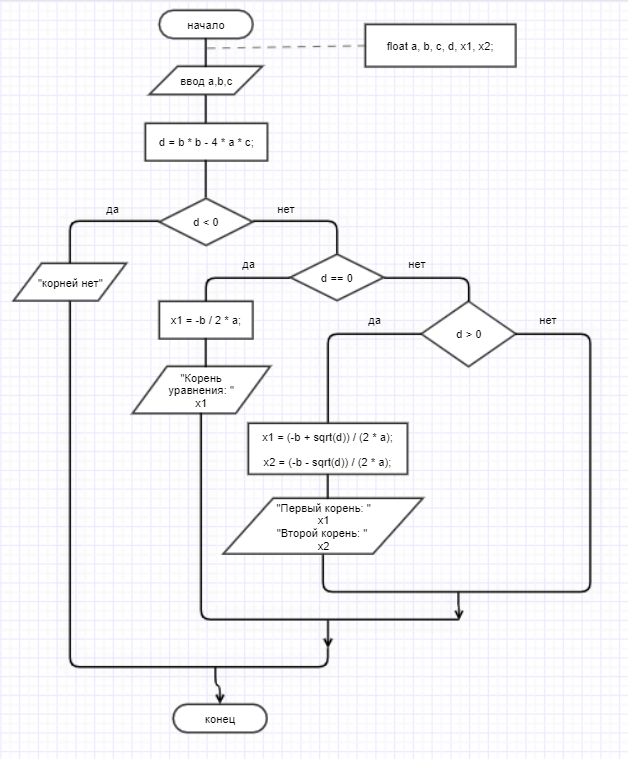 начало
float a, b, c, d, x1, x2;
ввод a,b,c
d = b * b - 4 * a * c;
d < 0
да
нет
"корней нет"
d == 0
да
нет
x1 = -b / 2 * a;
"Корень
уравнения: "
x1
d > 0
да
нет
x1 = (-b + sqrt(d)) / (2 * a);
x2 = (-b - sqrt(d)) / (2 * a);
"Первый корень: "
x1
"Второй корень: "
x2
конец